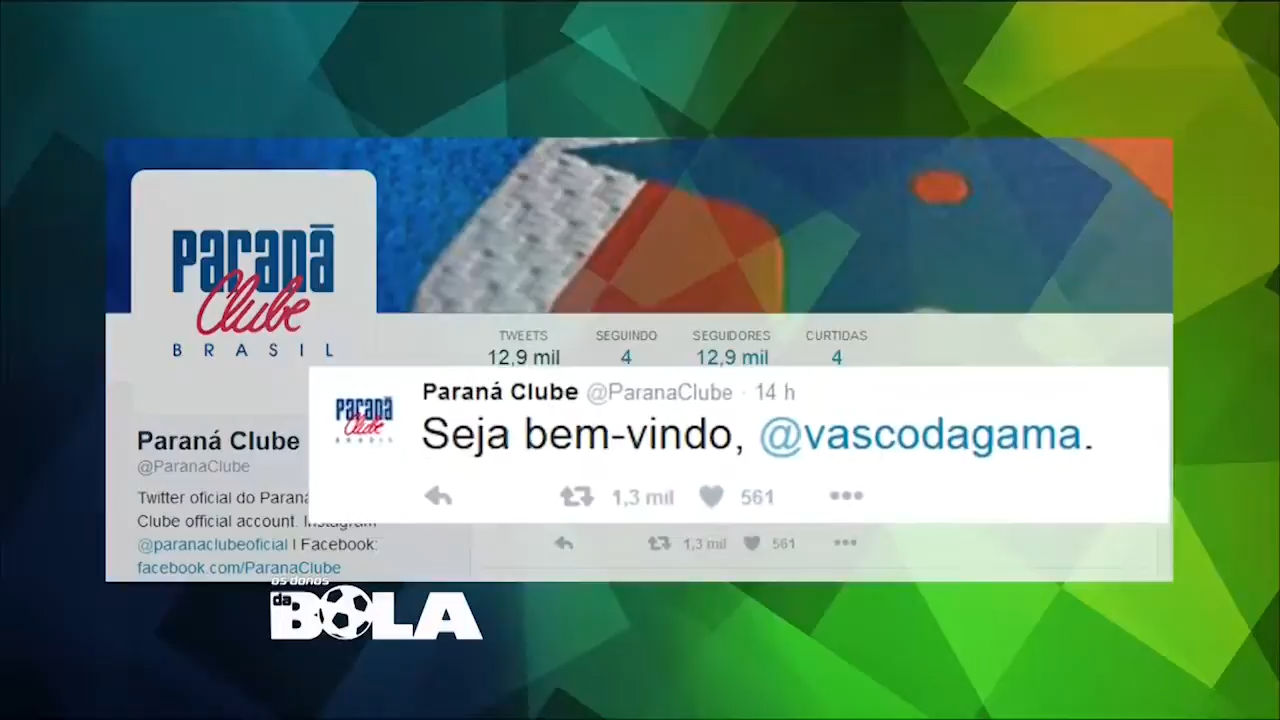 Paraná
Clube
BRASIL
TWEETS SEGUINDO SEGUIDORES CURTIDAS
12,9 mil 4 12,9 mil 4
Paraná Clube @ParanaClube · 14 h
Paraná
Clube
BRASIL
Seja bem-vindo, @vascodagama.
1,3 mil 561
Paraná Clube
@ParanaClube
Twitter oficial do Paraná
Clube official account. Instagram
@paranaclubeoficial l Facebook:
facebook.com/ParanaClube
1,3 mil 561
os donos
da
BOLA